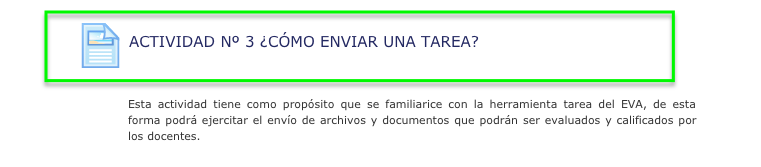 ACTIVIDAD Nº 3 ¿CÓMO ENVIAR UNA TAREA?
Esta actividad tiene como propósito que se familiarice con la herramienta tarea del EVA, de esta
forma podrá ejercitar el envío de archivos y documentos que podrán ser evaluados y calificados por
los docentes.